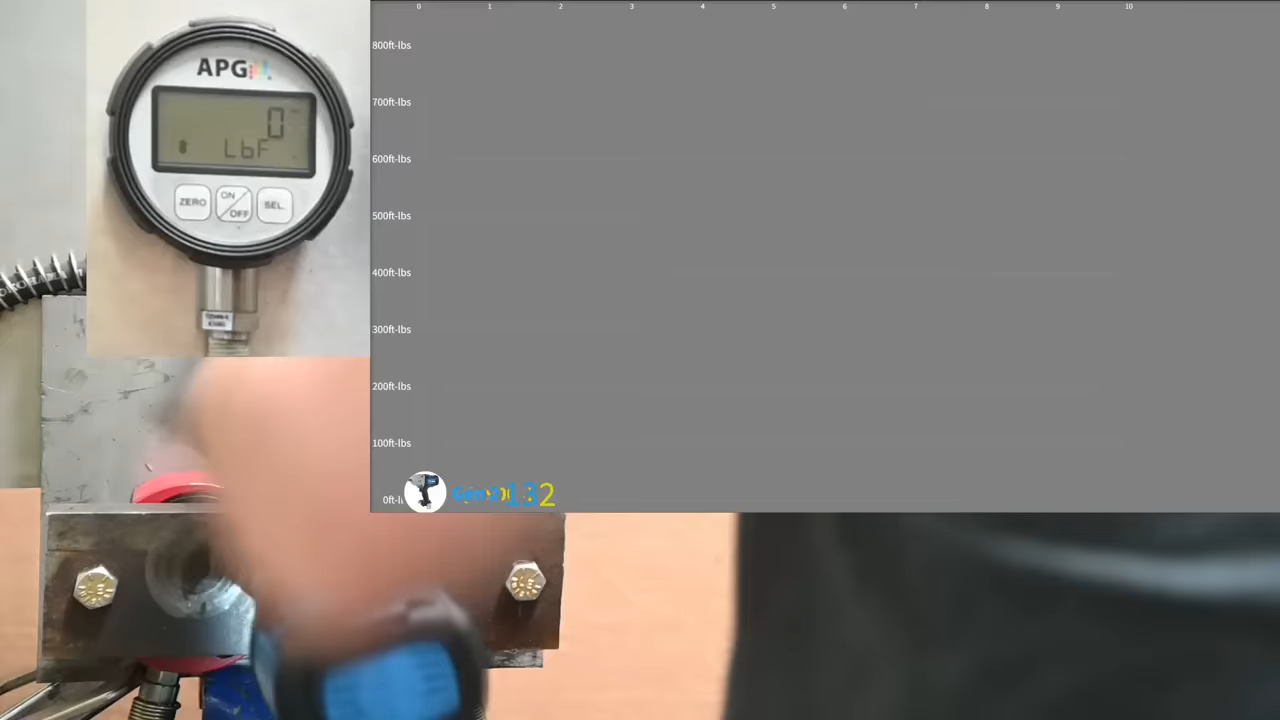 APG
0
LbF
ZERO
ON
OFF
SEL
0 1 2 3 4 5 6 7 8 9 10
800ft-lbs
700ft-lbs
600ft-lbs
500ft-lbs
400ft-lbs
300ft-lbs
200ft-lbs
100ft-lbs